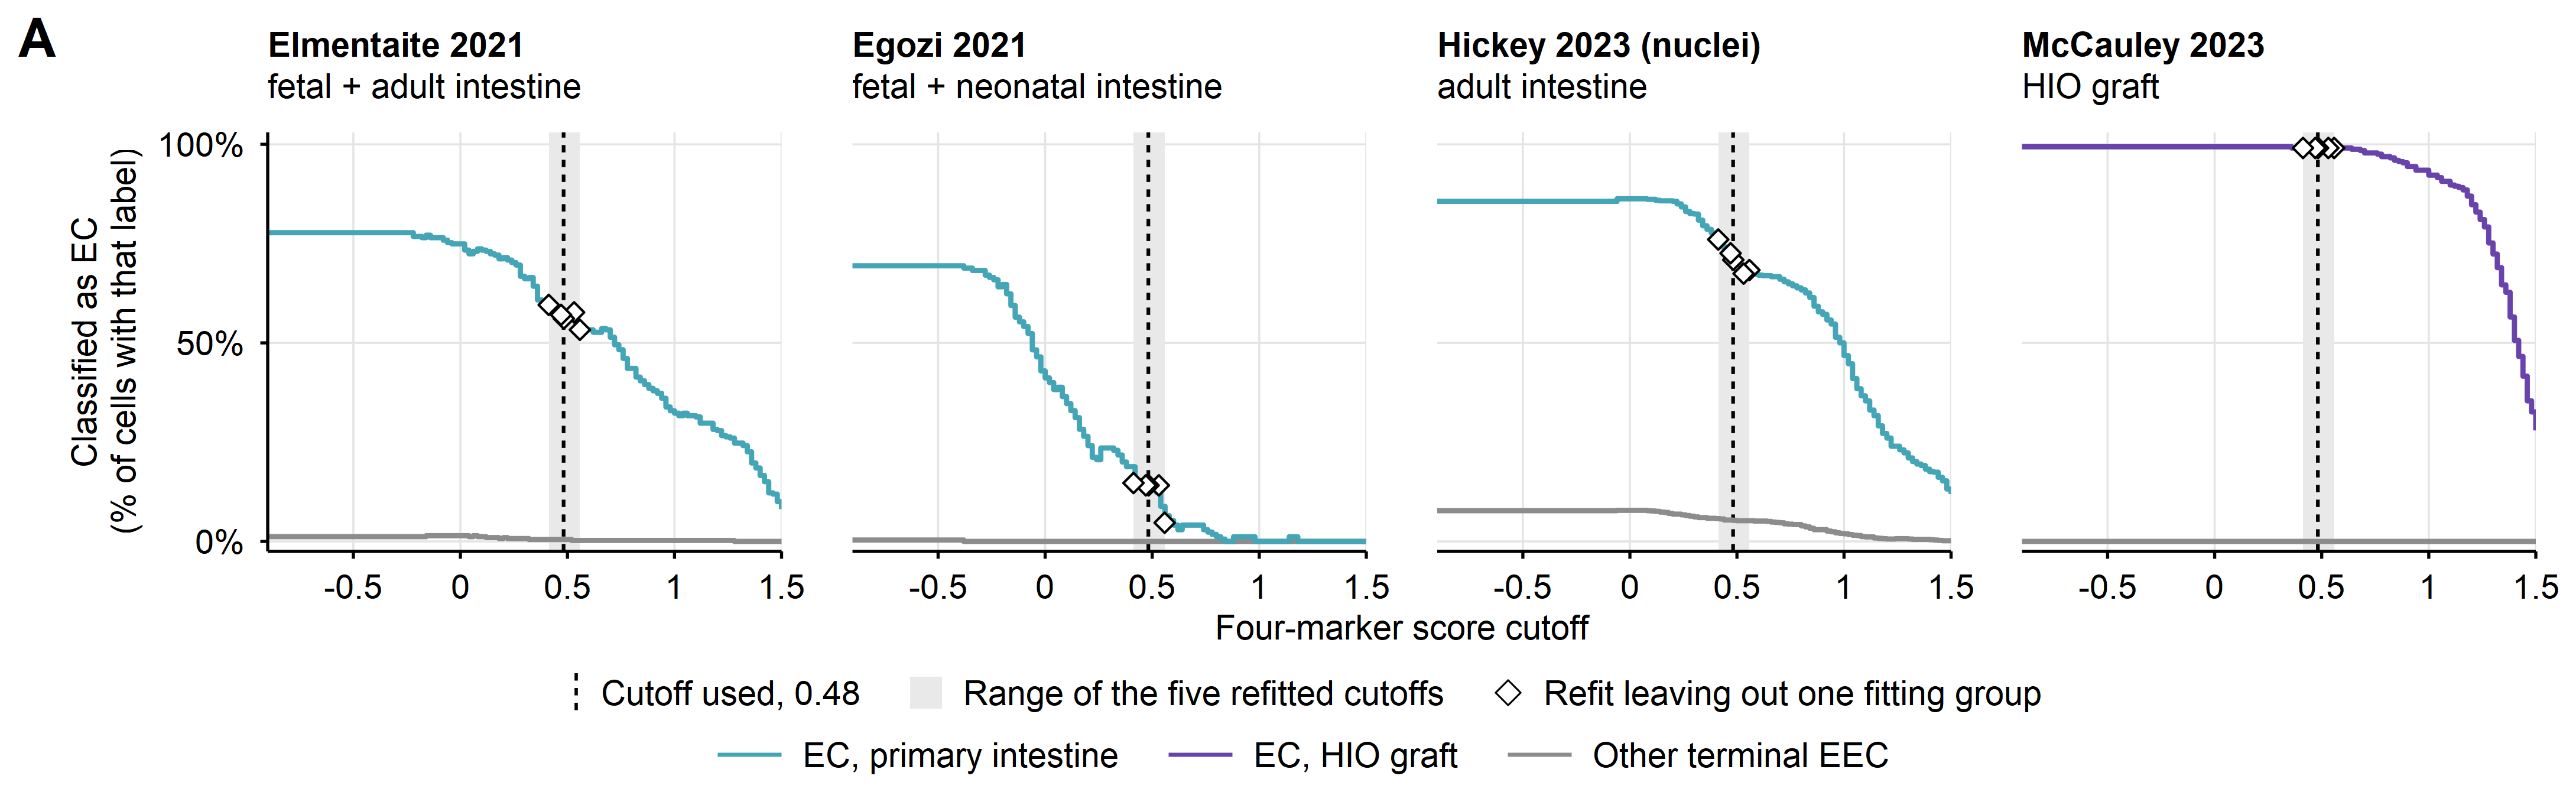 A
Elmentaite 2021
fetal + adult intestine
Egozi 2021
fetal + neonatal intestine
Hickey 2023 (nuclei)
adult intestine
McCauley 2023
HIO graft
Classified as EC
(% of cells with that label)
100%
50%
0%
-0.5 0 0.5 1 1.5
-0.5 0 0.5 1 1.5
-0.5 0 0.5 1 1.5
-0.5 0 0.5 1 1.5
Four-marker score cutoff
Cutoff used, 0.48
Range of the five refitted cutoffs
Refit leaving out one fitting group
EC, primary intestine
EC, HIO graft
Other terminal EEC